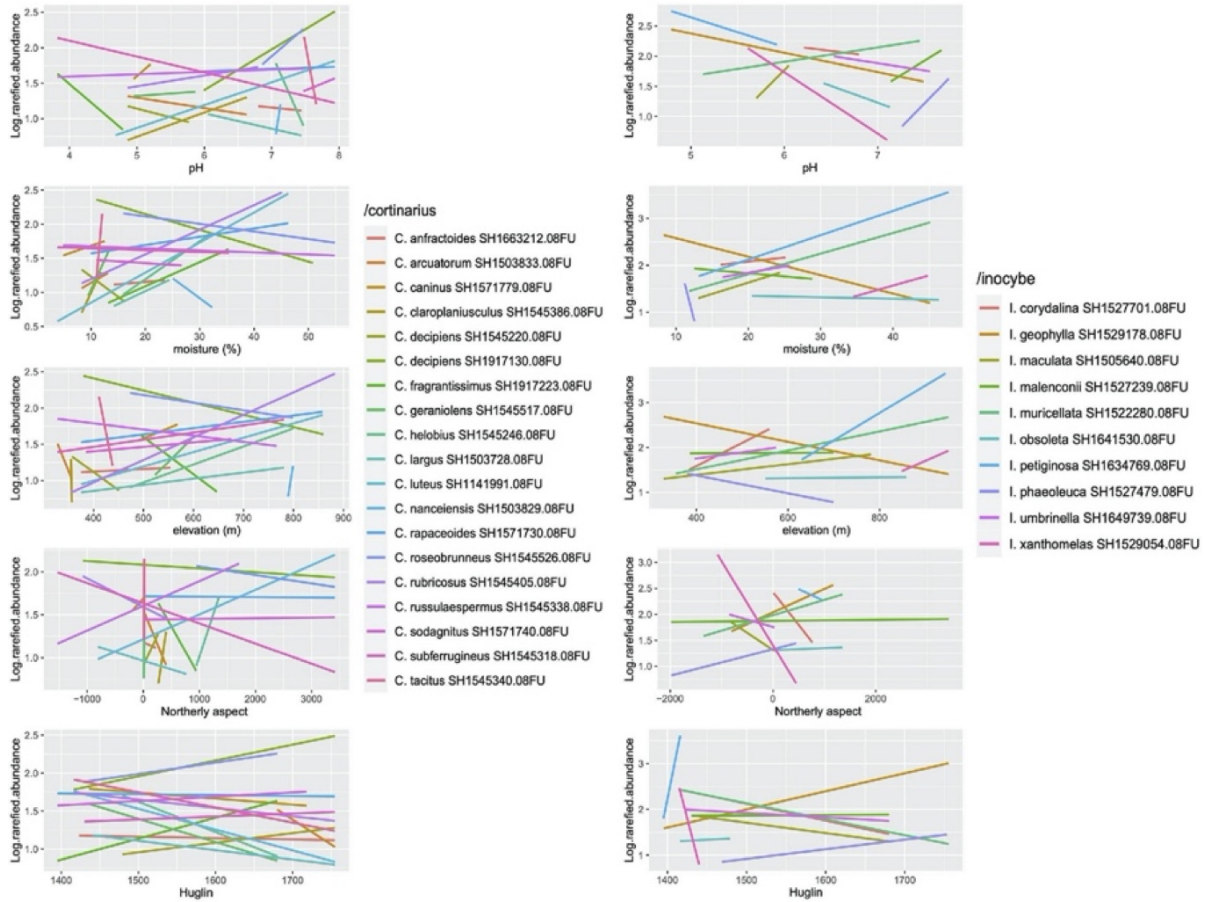 Log.rarefied.abundance
2.5
2.0
1.5
1.0
4
5
6
7
8
pH
Log.rarefied.abundance
2.5
2.0
1.5
1.0
0.5
10
20
30
40
50
moisture (%)
Log.rarefied.abundance
2.5
2.0
1.5
1.0
400
500
600
700
800
900
elevation (m)
Log.rarefied.abundance
2.0
1.5
1.0
−1000
0
1000
2000
3000
Northerly aspect
Log.rarefied.abundance
2.5
2.0
1.5
1.0
1400
1500
1600
1700
Huglin
/cortinarius
C. anfractoides SH1663212.08FU
C. arcuatorum SH1503833.08FU
C. caninus SH1571779.08FU
C. claroplaniusculus SH1545386.08FU
C. decipiens SH1545220.08FU
C. decipiens SH1917130.08FU
C. fragrantissimus SH1917223.08FU
C. geraniolens SH1545517.08FU
C. helobius SH1545246.08FU
C. largus SH1503728.08FU
C. luteus SH1141991.08FU
C. nanceiensis SH1503829.08FU
C. rapaceoides SH1571730.08FU
C. roseobrunneus SH1545526.08FU
C. rubricosus SH1545405.08FU
C. russulaespermus SH1545338.08FU
C. sodagnitus SH1571740.08FU
C. subferrugineus SH1545318.08FU
C. tacitus SH1545340.08FU
Log.rarefied.abundance
2.5
2.0
1.5
1.0
5
6
7
pH
Log.rarefied.abundance
3
2
1
10
20
30
40
moisture (%)
Log.rarefied.abundance
3
2
1
400
600
800
elevation (m)
Log.rarefied.abundance
3.0
2.5
2.0
1.5
1.0
−2000
0
2000
Northerly aspect
Log.rarefied.abundance
3
2
1
1400
1500
1600
1700
Huglin
/inocybe
I. corydalina SH1527701.08FU
I. geophylla SH1529178.08FU
I. maculata SH1505640.08FU
I. malenconii SH1527239.08FU
I. muricellata SH1522280.08FU
I. obsoleta SH1641530.08FU
I. petiginosa SH1634769.08FU
I. phaeoleuca SH1527479.08FU
I. umbrinella SH1649739.08FU
I. xanthomelas SH1529054.08FU